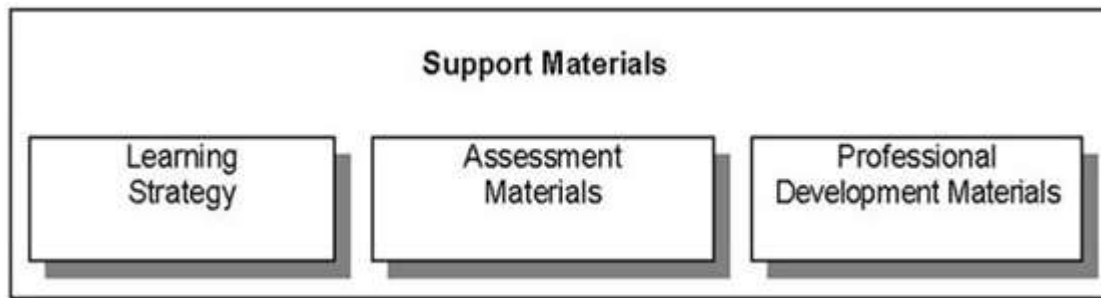 Support Materials
Learning
Strategy
Assessment
Materials
Professional
Development Materials